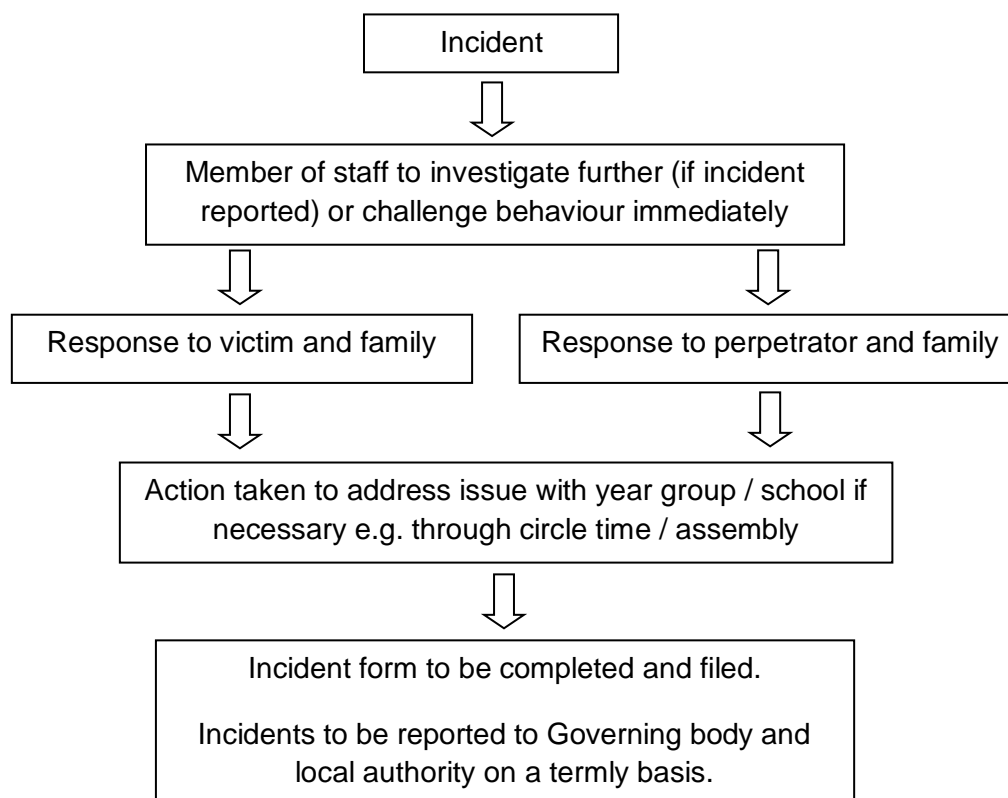 Incident
Member of staff to investigate further (if incident
reported) or challenge behaviour immediately
Response to victim and family
Response to perpetrator and family
Action taken to address issue with year group / school if
necessary e.g. through circle time / assembly
Incident form to be completed and filed.
Incidents to be reported to Governing body and
local authority on a termly basis.